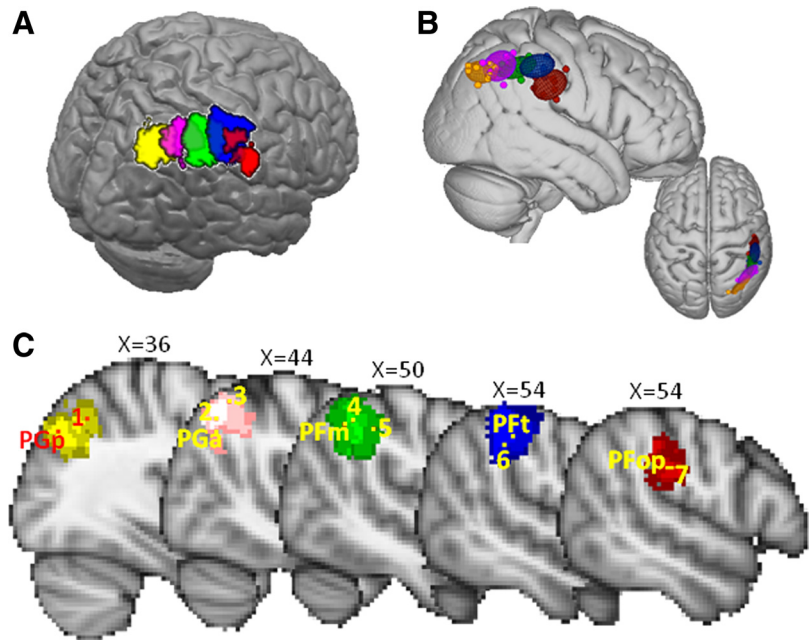 A
B
C
X=36
X=44
X=50
X=54
X=54
1
PGp
2 3
PGa
4
PFm 5
PFt
6
PFop 7